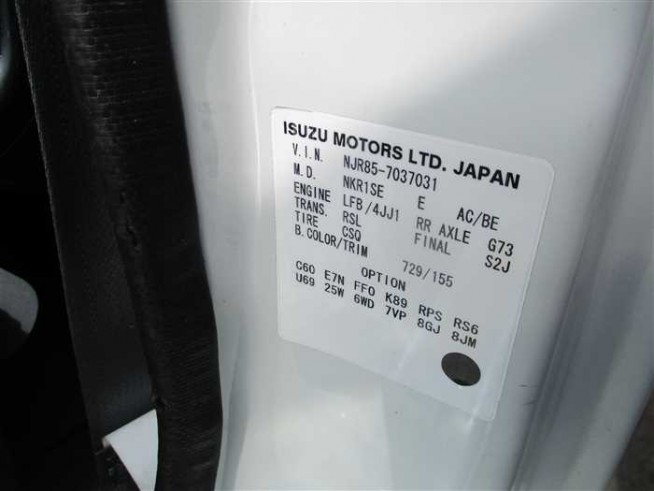 ISUZU MOTORS LTD. JAPAN
V.I.N. NJR85-7037031
M.D. NKR1SE E AC/BE
ENGINE LFB/4JJ1 RR AXLE G73
TRANS. RSL FINAL S2J
TIRE CSQ
B.COLOR/TRIM 729/155
OPTION
C60 E7N FF0 K89 RPS RS6
U69 25W 6WD 7VP 8GJ 8JM